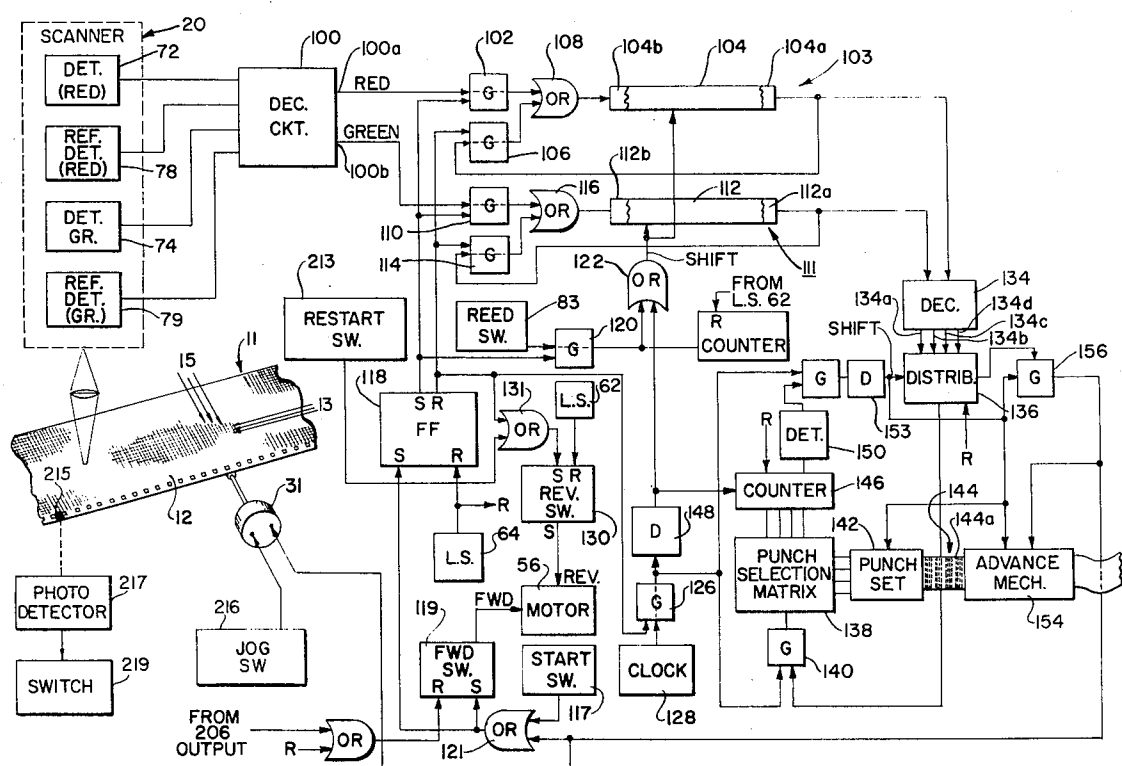 SCANNER
20
72
DET.
(RED)
REF.
DET.
(RED)
78
DET.
GR.
74
REF.
DET.
(GR.)
79
100
100a
DEC.
CKT.
RED
GREEN
100b
102
G
108
OR
104b
104
104a
103
G
106
112b
112
112a
116
G
OR
110
G
114
111
SHIFT
122
OR
FROM
L.S. 62
R
COUNTER
213
RESTART
SW.
83
REED
SW.
120
G
134
134a
DEC.
134d
134c
134b
SHIFT
G
D
153
DISTRIB.
136
G
156
R
118
S R
FF
S R
131
OR
62
L.S.
S R
REV.
SW.
130
S
R
64
L.S.
11
15
13
215
12
31
DET.
150
R
COUNTER
146
D
148
144
144a
142
PUNCH
SELECTION
MATRIX
138
PUNCH
SET
ADVANCE
MECH.
154
56
REV.
MOTOR
FWD
G
126
CLOCK
128
G
140
PHOTO
DETECTOR
217
216
JOG
SW
SWITCH
219
119
FWD
SW.
R S
START
SW.
117
FROM
206
OUTPUT
R
OR
121
OR